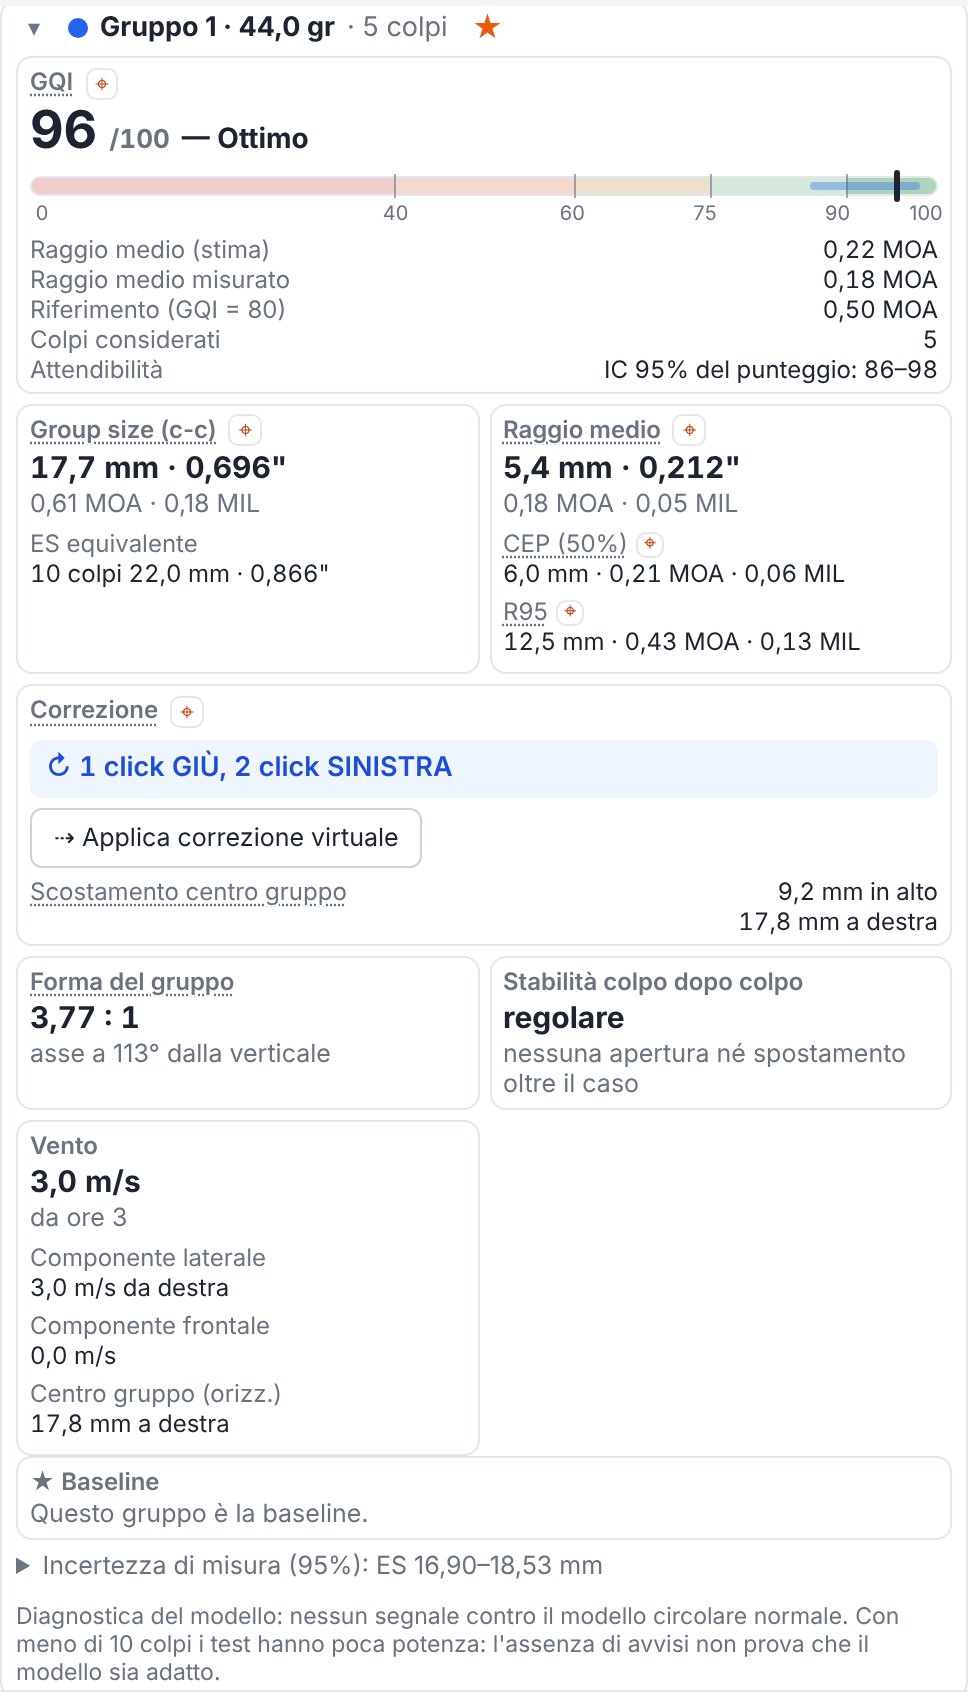 ▼ Gruppo 1 · 44,0 gr · 5 colpi ★
GQI
96 /100 — Ottimo
0 40 60 75 90 100
Raggio medio (stima) 0,22 MOA
Raggio medio misurato 0,18 MOA
Riferimento (GQI = 80) 0,50 MOA
Colpi considerati 5
Attendibilità IC 95% del punteggio: 86–98
Group size (c-c)
17,7 mm · 0,696"
0,61 MOA · 0,18 MIL
ES equivalente
10 colpi 22,0 mm · 0,866"
Raggio medio
5,4 mm · 0,212"
0,18 MOA · 0,05 MIL
CEP (50%)
6,0 mm · 0,21 MOA · 0,06 MIL
R95
12,5 mm · 0,43 MOA · 0,13 MIL
Correzione
↻ 1 click GIÙ, 2 click SINISTRA
⇢ Applica correzione virtuale
Scostamento centro gruppo 9,2 mm in alto
17,8 mm a destra
Forma del gruppo
3,77 : 1
asse a 113° dalla verticale
Stabilità colpo dopo colpo
regolare
nessuna apertura né spostamento
oltre il caso
Vento
3,0 m/s
da ore 3
Componente laterale
3,0 m/s da destra
Componente frontale
0,0 m/s
Centro gruppo (orizz.)
17,8 mm a destra
★ Baseline
Questo gruppo è la baseline.
▶ Incertezza di misura (95%): ES 16,90–18,53 mm
Diagnostica del modello: nessun segnale contro il modello circolare normale. Con
meno di 10 colpi i test hanno poca potenza: l'assenza di avvisi non prova che il
modello sia adatto.